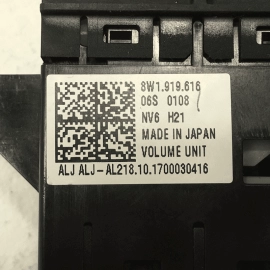 8W1.919.616
06S 0108
NV6 H21
MADE IN JAPAN
VOLUME UNIT
ALJ ALJ-AL218.10.1700030416